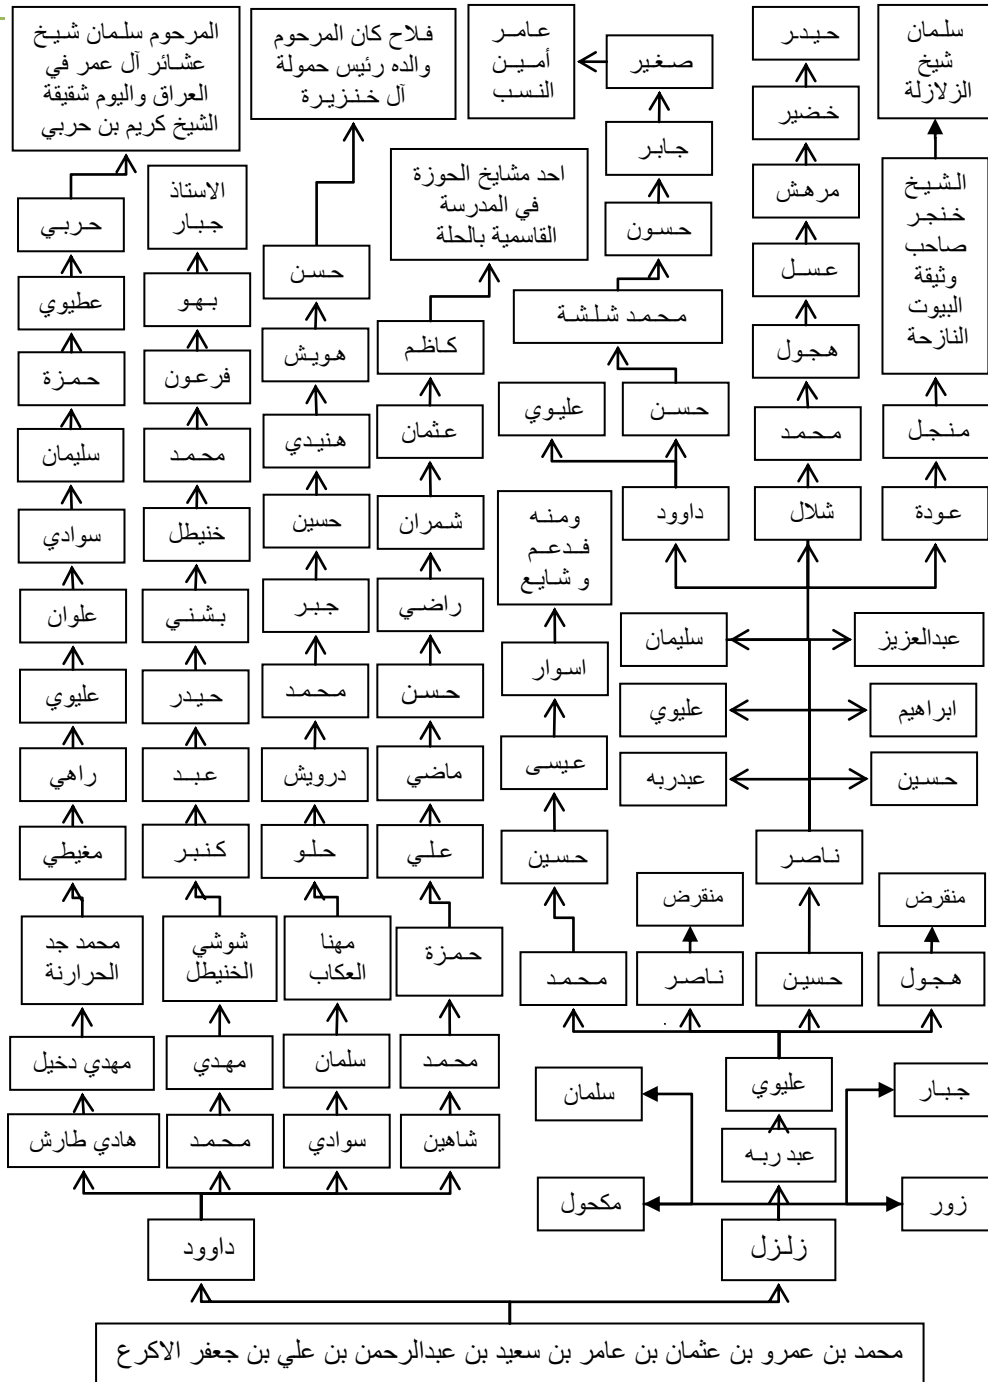 المرحوم سلمان شيخ
عشائر آل عمر في
العراق واليوم شقيقة
الشيخ كريم بن حربي
فلاح كان المرحوم
والده رئيس حمولة
آل خنزيرة
عامر
أمين
النسب
صغير
حيدر
سلمان
شيخ
الزلازلة
خضير
جابر
الشيخ
خنجر
صاحب
وثيقة
البيوت
النازحة
احد مشايخ الحوزة
في المدرسة
القاسمية بالحلة
مرهش
الاستاذ
جبار
حربي
حسون
حسن
عسل
عطيوي
بهو
محمد شلشة
هويش
كاظم
هجول
حمزة
فرعون
عليوي
حسن
منجل
سليمان
محمد
هنيدي
عثمان
محمد
سوادي
خنيطل
حسين
شمران
ومنه
فدعم
و شايع
داوود
شلال
عودة
علوان
بشني
جبر
راضي
سليمان
عبدالعزيز
عليوي
حيدر
محمد
حسن
اسوار
عليوي
ابراهيم
راهي
عبد
درويش
ماضي
عيسى
عبدربه
حسين
مغيطي
كنبر
حلو
علي
حسين
ناصر
منقرض
منقرض
محمد جد
الحرارنة
شوشي
الخنيطل
مهنا
العكاب
حمزة
محمد
ناصر
حسين
هجول
مهدي دخيل
مهدي
سلمان
محمد
سلمان
عليوي
جبار
هادي طارش
محمد
سوادي
شاهين
عبد ربه
مكحول
زور
داوود
زلزل
محمد بن عمرو بن عثمان بن عامر بن سعيد بن عبدالرحمن بن علي بن جعفر الاكرع